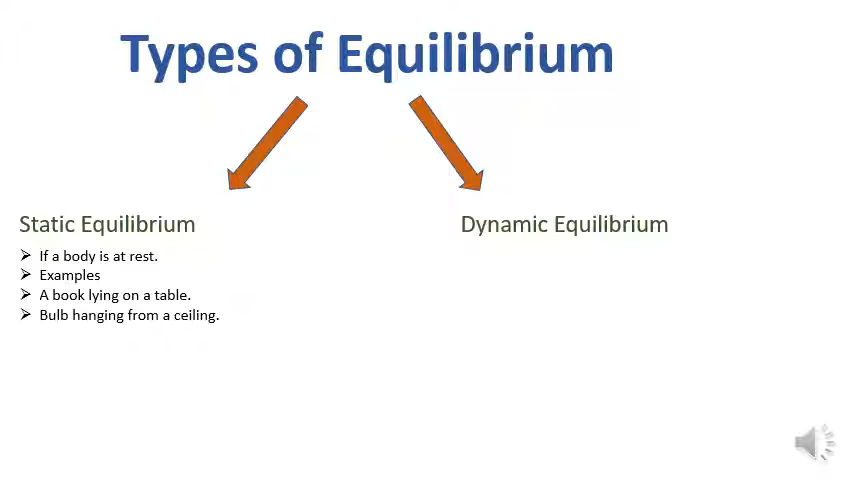 Types of Equilibrium
Static Equilibrium
If a body is at rest.
Examples
A book lying on a table.
Bulb hanging from a ceiling.
Dynamic Equilibrium